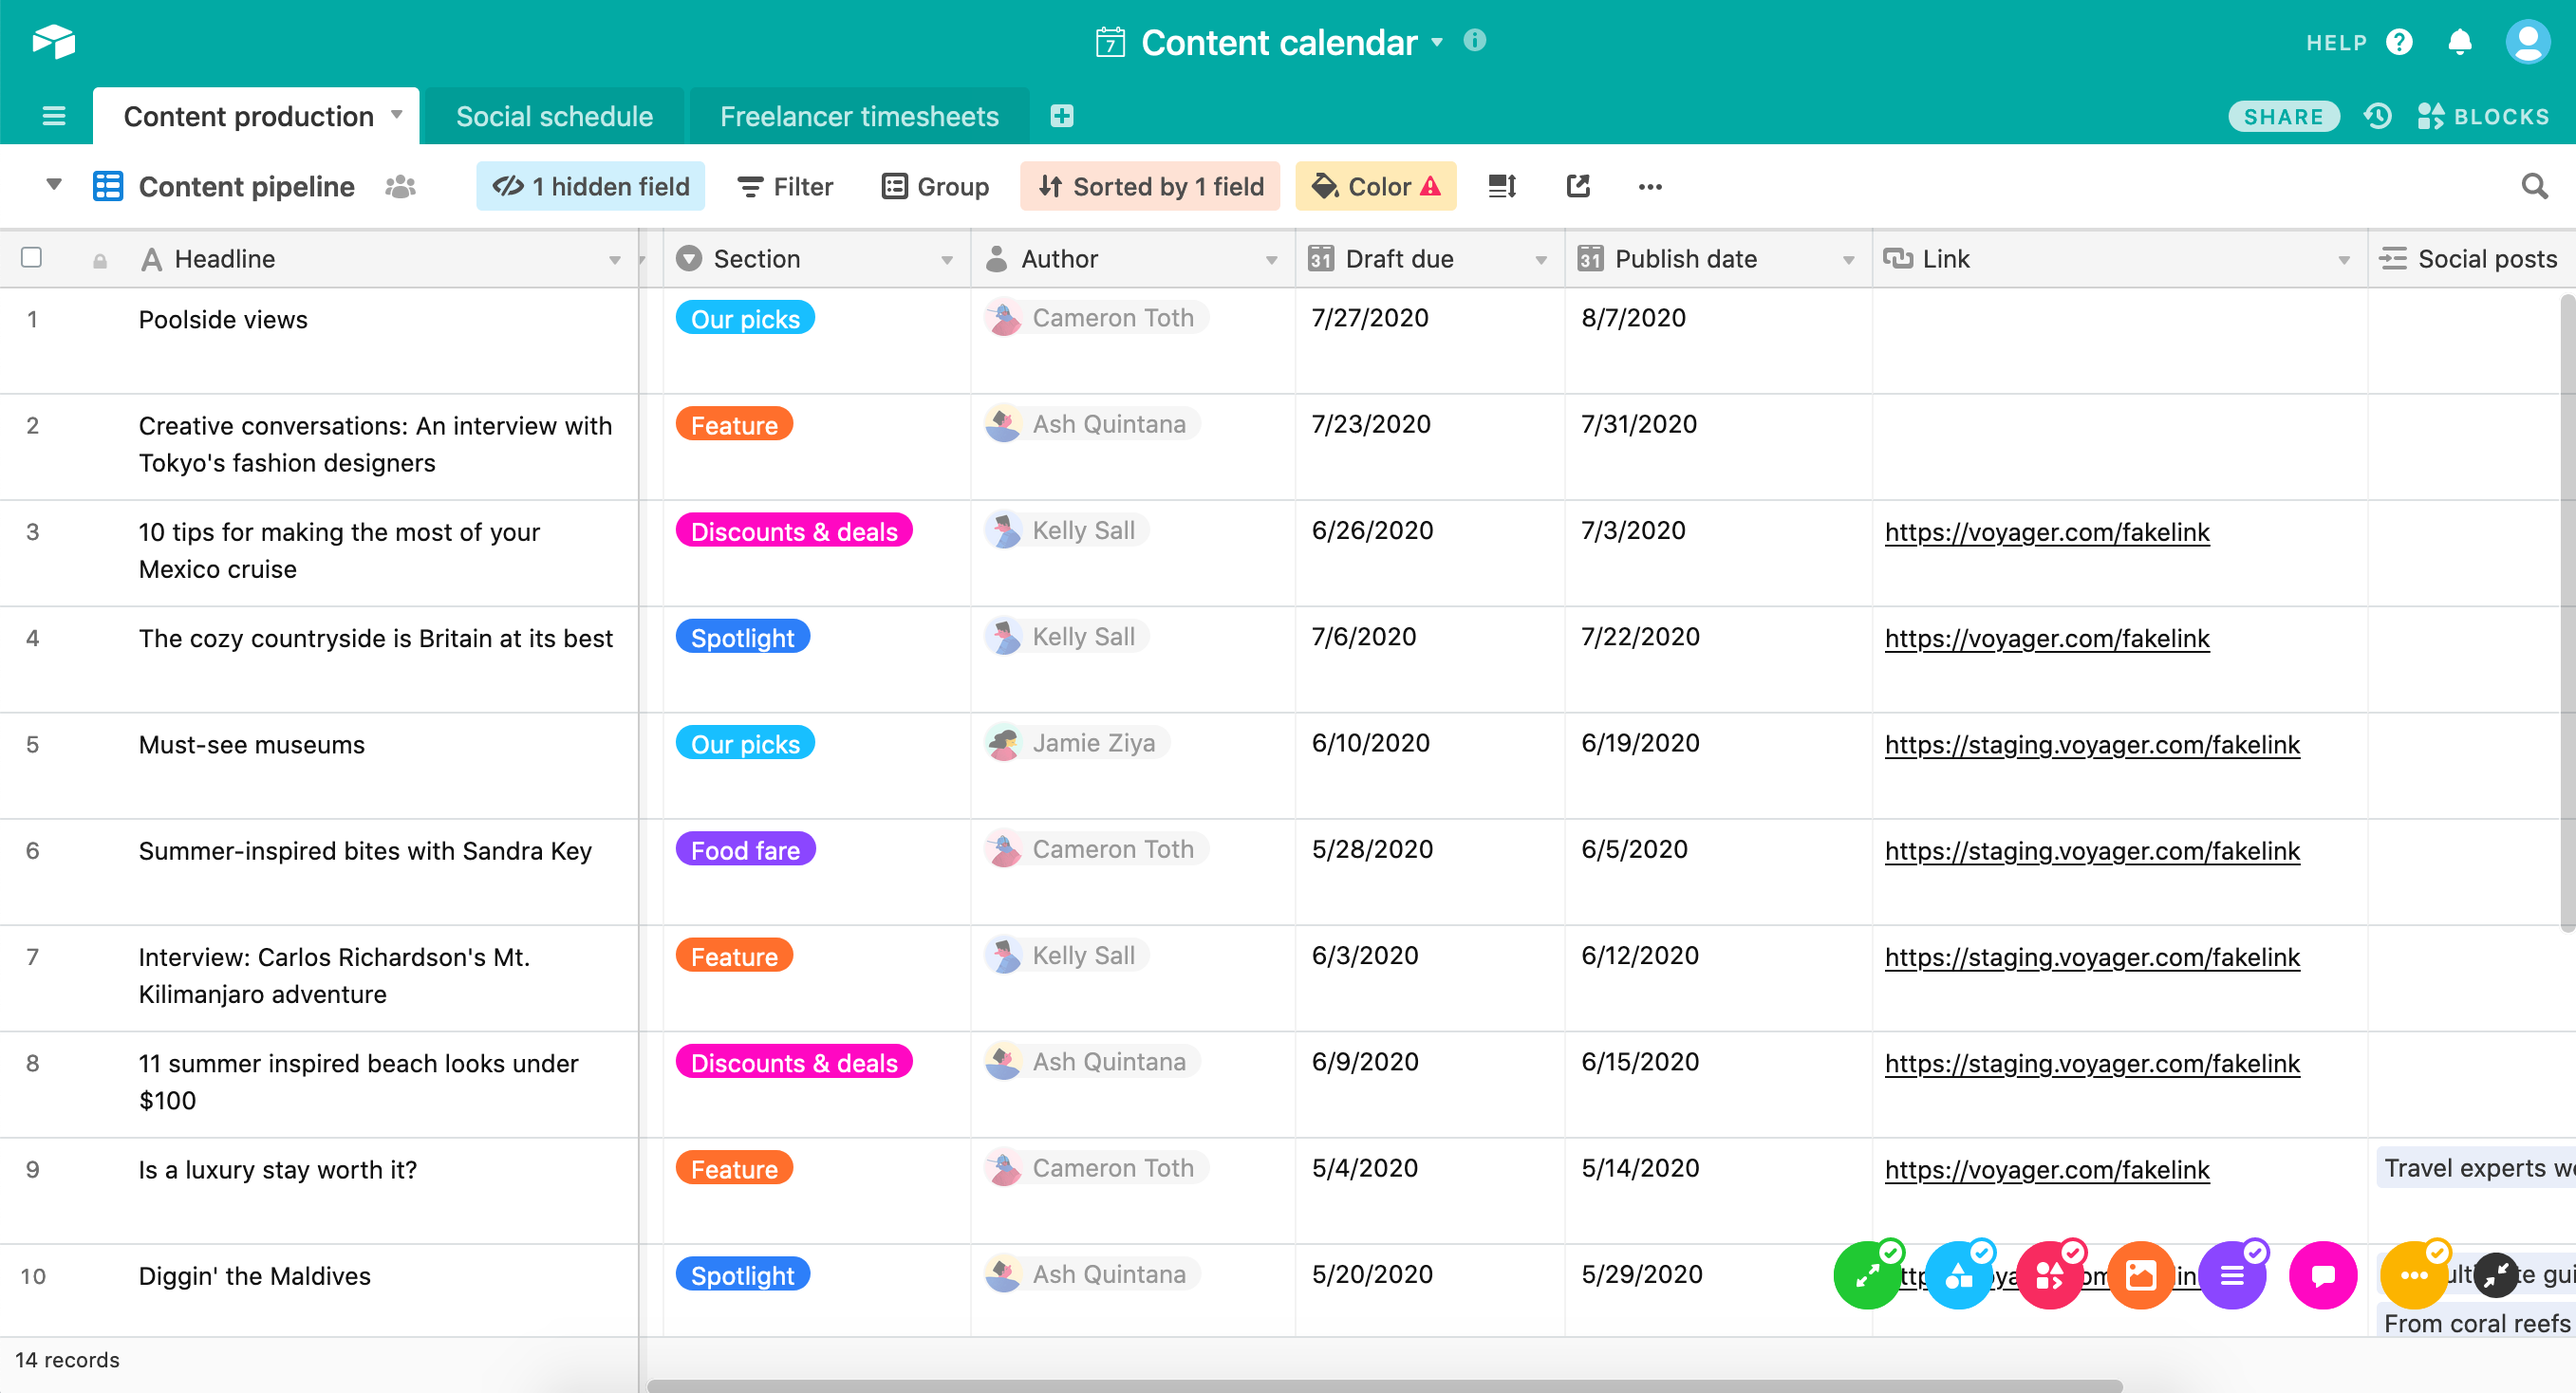 7 Content calendar
HELP ?
Content production Social schedule Freelancer timesheets SHARE BLOCKS
Content pipeline 1 hidden field Filter Group Sorted by 1 field Color
A Headline Section Author 31 Draft due 31 Publish date Link Social posts
1 Poolside views Our picks Cameron Toth 7/27/2020 8/7/2020
2 Creative conversations: An interview with Feature Ash Quintana 7/23/2020 7/31/2020
Tokyo's fashion designers
3 10 tips for making the most of your Discounts & deals Kelly Sall 6/26/2020 7/3/2020 https://voyager.com/fakelink
Mexico cruise
4 The cozy countryside is Britain at its best Spotlight Kelly Sall 7/6/2020 7/22/2020 https://voyager.com/fakelink
5 Must-see museums Our picks Jamie Ziya 6/10/2020 6/19/2020 https://staging.voyager.com/fakelink
6 Summer-inspired bites with Sandra Key Food fare Cameron Toth 5/28/2020 6/5/2020 https://staging.voyager.com/fakelink
7 Interview: Carlos Richardson's Mt. Feature Kelly Sall 6/3/2020 6/12/2020 https://staging.voyager.com/fakelink
Kilimanjaro adventure
8 11 summer inspired beach looks under Discounts & deals Ash Quintana 6/9/2020 6/15/2020 https://staging.voyager.com/fakelink
$100
9 Is a luxury stay worth it? Feature Cameron Toth 5/4/2020 5/14/2020 https://voyager.com/fakelink Travel experts we
10 Diggin' the Maldives Spotlight Ash Quintana 5/20/2020 5/29/2020
From coral reefs
14 records